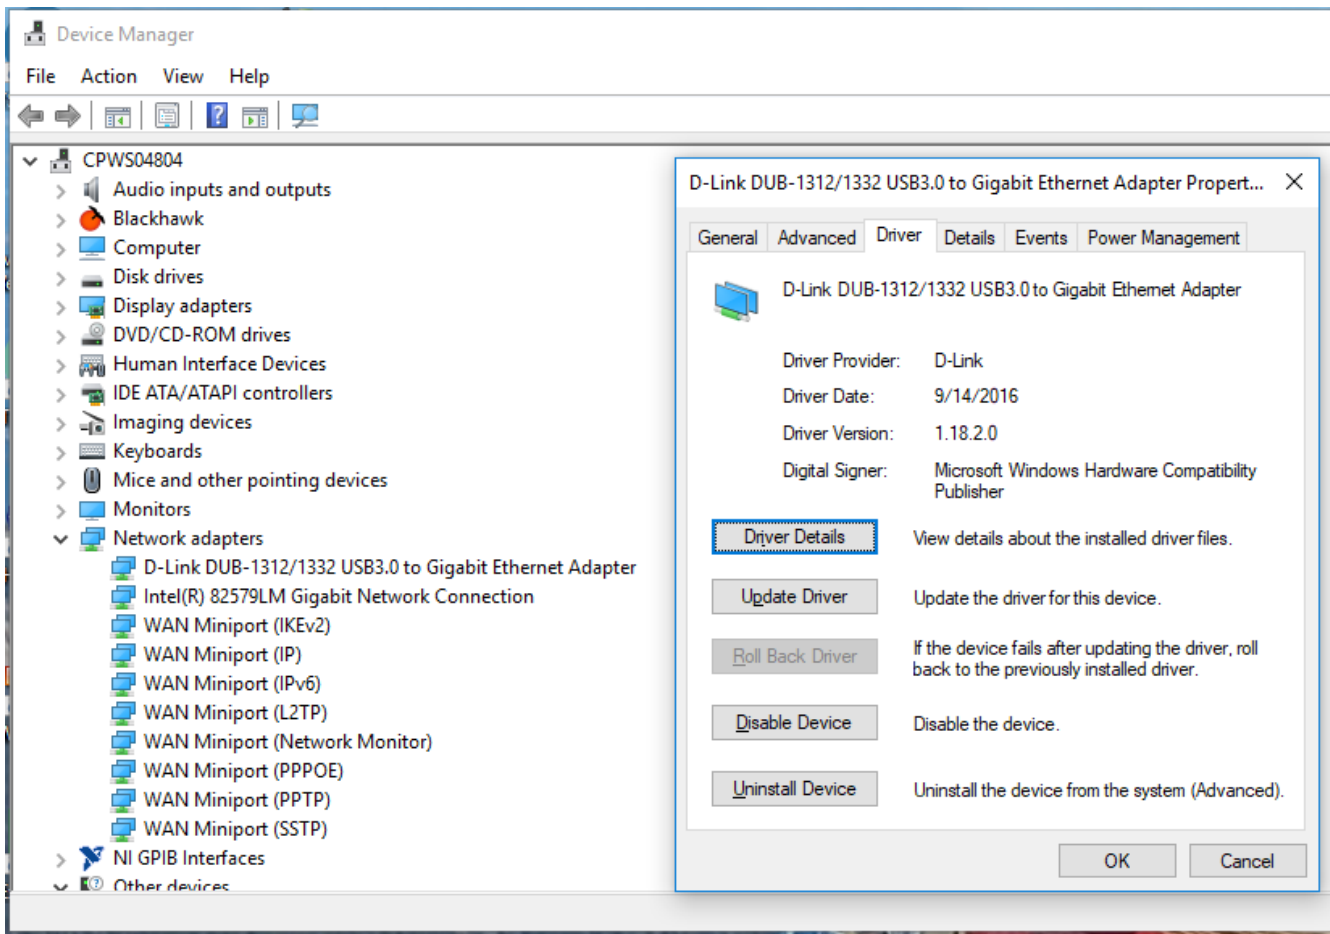 Device Manager
File Action View Help
CPWS04804
Audio inputs and outputs
Blackhawk
Computer
Disk drives
Display adapters
DVD/CD-ROM drives
Human Interface Devices
IDE ATA/ATAPI controllers
Imaging devices
Keyboards
Mice and other pointing devices
Monitors
Network adapters
D-Link DUB-1312/1332 USB3.0 to Gigabit Ethernet Adapter
Intel(R) 82579LM Gigabit Network Connection
WAN Miniport (IKEv2)
WAN Miniport (IP)
WAN Miniport (IPv6)
WAN Miniport (L2TP)
WAN Miniport (Network Monitor)
WAN Miniport (PPPOE)
WAN Miniport (PPTP)
WAN Miniport (SSTP)
NI GPIB Interfaces
Other devices
D-Link DUB-1312/1332 USB3.0 to Gigabit Ethernet Adapter Propert...
General Advanced Driver Details Events Power Management
D-Link DUB-1312/1332 USB3.0 to Gigabit Ethernet Adapter
Driver Provider: D-Link
Driver Date: 9/14/2016
Driver Version: 1.18.2.0
Digital Signer: Microsoft Windows Hardware Compatibility
Publisher
Driver Details View details about the installed driver files.
Update Driver Update the driver for this device.
Roll Back Driver If the device fails after updating the driver, roll
back to the previously installed driver.
Disable Device Disable the device.
Uninstall Device Uninstall the device from the system (Advanced).
OK Cancel